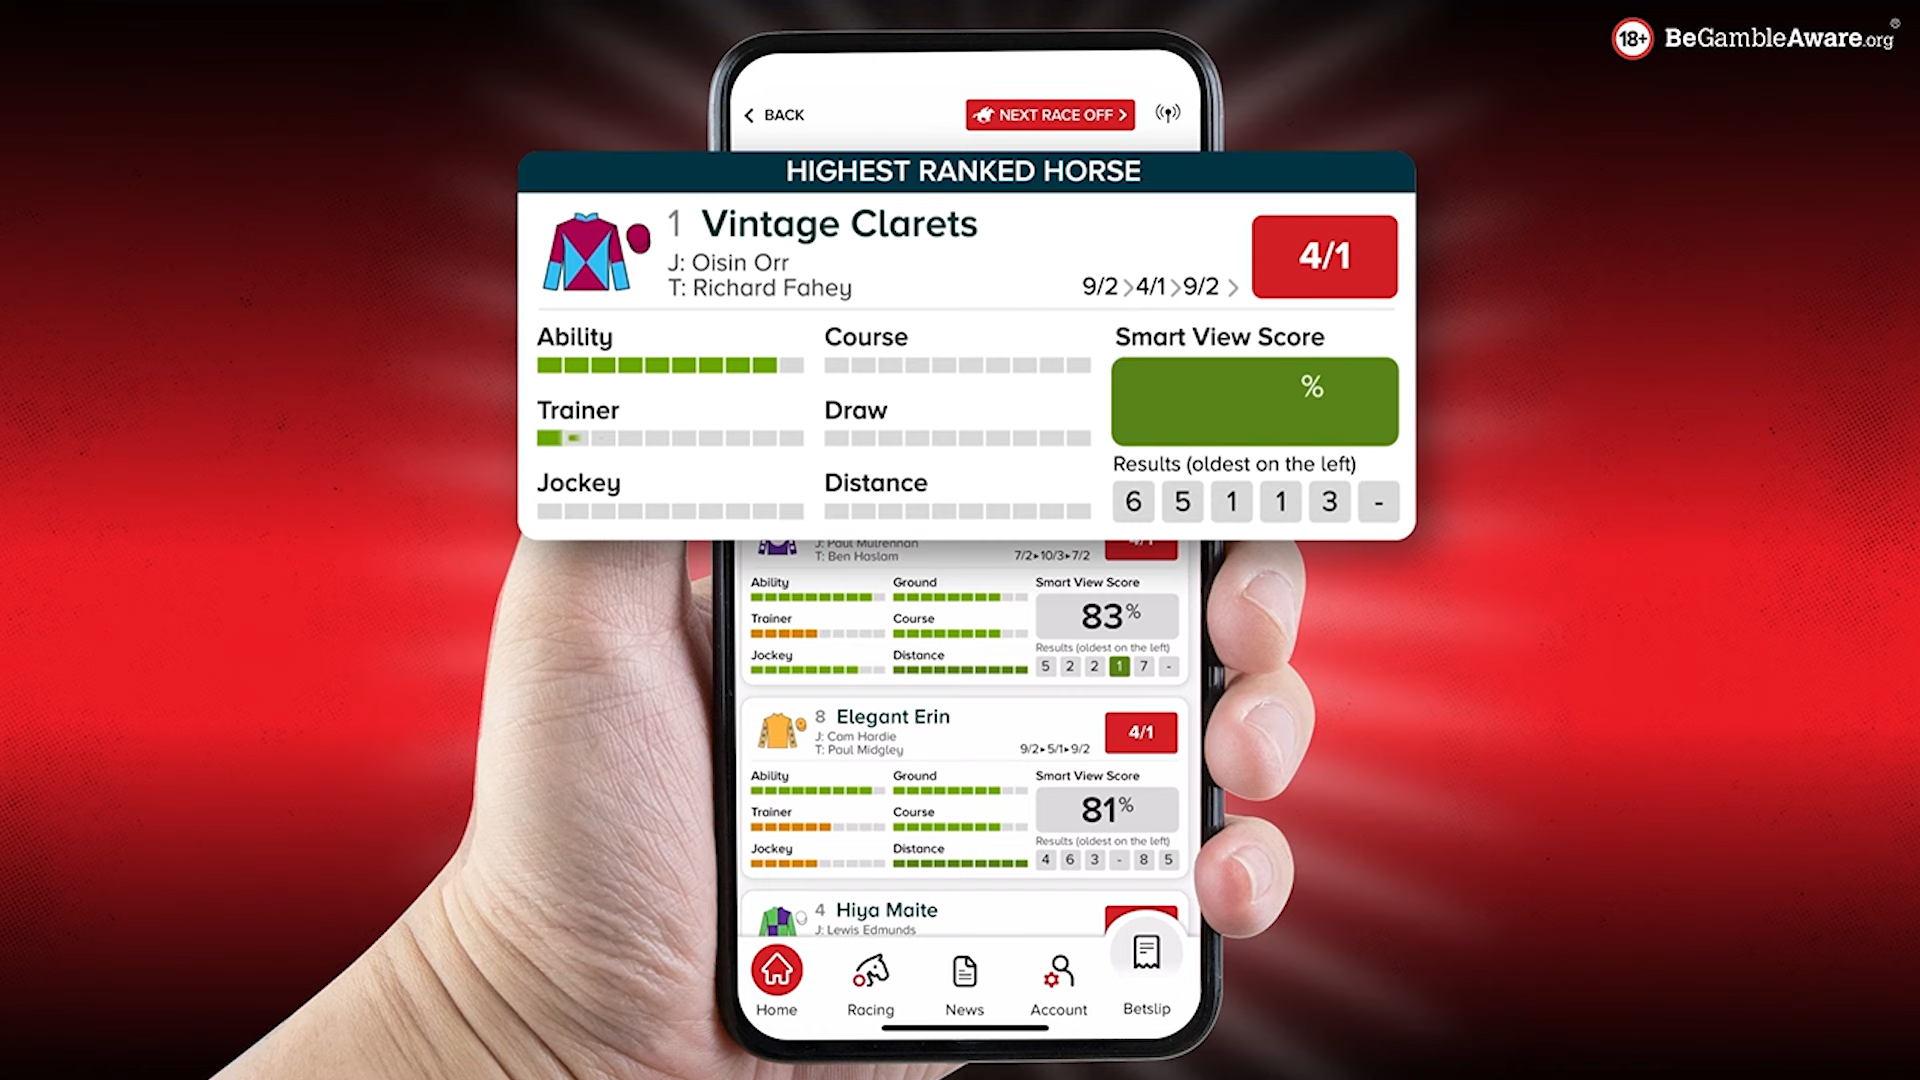 18+ BeGambleAware.org®
BACK
NEXT RACE OFF
HIGHEST RANKED HORSE
1 Vintage Clarets
J: Oisin Orr
T: Richard Fahey
9/2 > 4/1 > 9/2 >
4/1
Ability
Course
Smart View Score
%
Trainer
Draw
Jockey
Distance
Results (oldest on the left)
6 5 1 1 3 -
J: Paul Mulrennan
T: Ben Haslam
7/2▸10/3▸7/2
4/1
Ability
Ground
Smart View Score
83%
Trainer
Course
Jockey
Distance
Results (oldest on the left)
5 2 2 1 7 -
8 Elegant Erin
J: Cam Hardie
T: Paul Midgley
9/2▸5/1▸9/2
4/1
Ability
Ground
Smart View Score
81%
Trainer
Course
Jockey
Distance
Results (oldest on the left)
4 6 3 - 8 5
4 Hiya Maite
J: Lewis Edmunds
Home
Racing
News
Account
Betslip